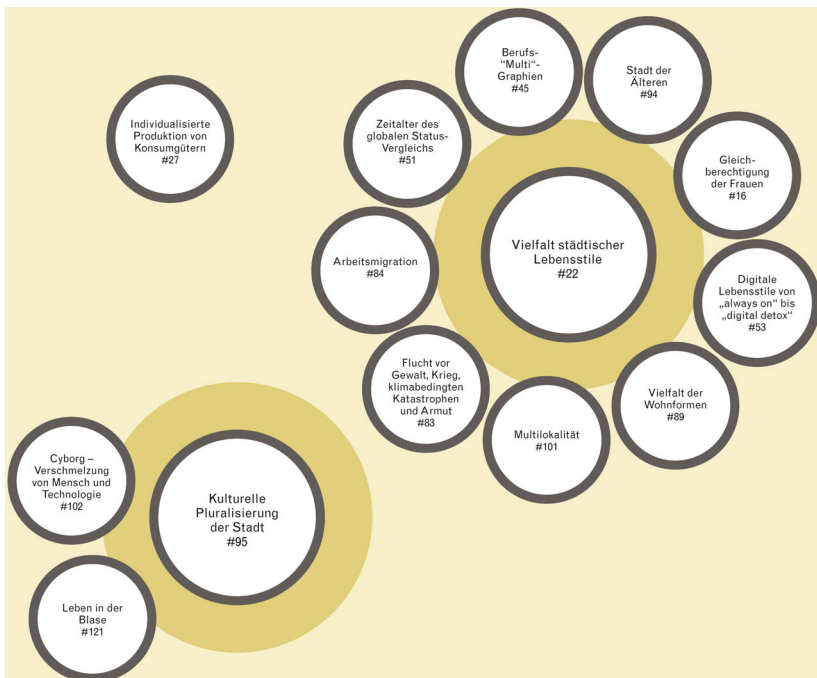 Berufs-
“Multi“-
Graphien
#45
Stadt der
Älteren
#94
Individualisierte
Produktion von
Konsumgütern
#27
Zeitalter des
globalen Status-
Vergleichs
#51
Gleich-
berechtigung
der Frauen
#16
Vielfalt städtischer
Lebensstile
#22
Arbeitsmigration
#84
Digitale
Lebensstile von
„always on“ bis
„digital detox“
#53
Flucht vor
Gewalt, Krieg,
klimabedingten
Katastrophen
und Armut
#83
Vielfalt der
Wohnformen
#89
Multilokalität
#101
Cyborg –
Verschmelzung
von Mensch und
Technologie
#102
Kulturelle
Pluralisierung
der Stadt
#95
Leben in der
Blase
#121